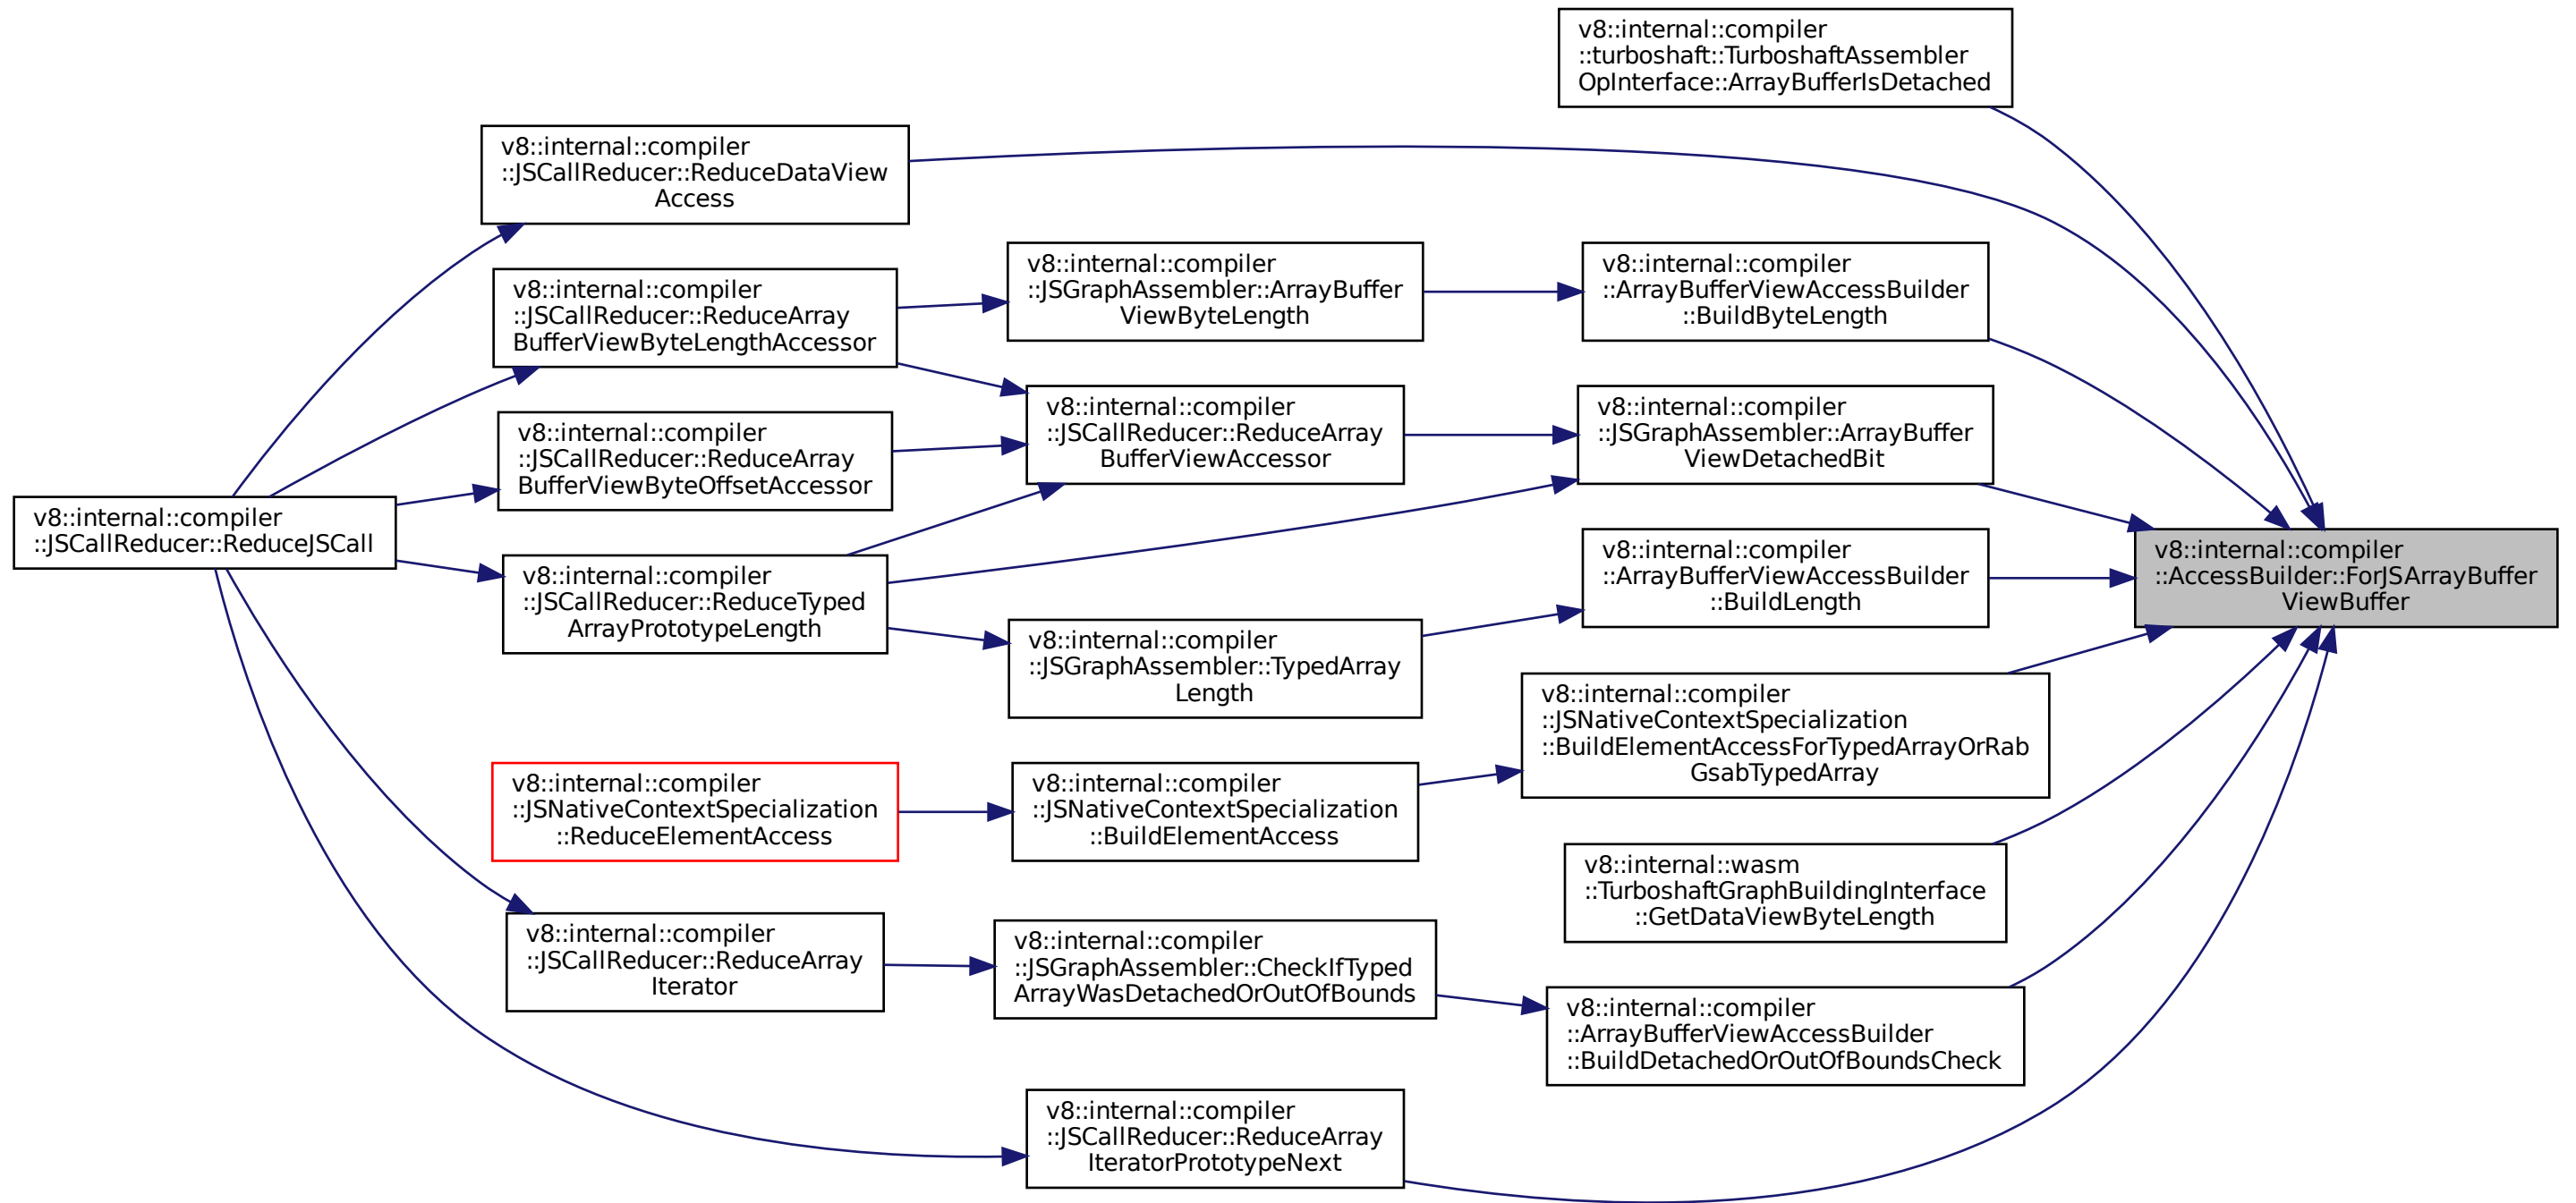 v8::internal::compiler
::turboshaft::TurboshaftAssembler
OpInterface::ArrayBufferIsDetached
v8::internal::compiler
::JSCallReducer::ReduceDataView
Access
v8::internal::compiler
::JSCallReducer::ReduceArray
BufferViewByteLengthAccessor
v8::internal::compiler
::JSGraphAssembler::ArrayBuffer
ViewByteLength
v8::internal::compiler
::ArrayBufferViewAccessBuilder
::BuildByteLength
v8::internal::compiler
::JSCallReducer::ReduceArray
BufferViewByteOffsetAccessor
v8::internal::compiler
::JSCallReducer::ReduceArray
BufferViewAccessor
v8::internal::compiler
::JSGraphAssembler::ArrayBuffer
ViewDetachedBit
v8::internal::compiler
::JSCallReducer::ReduceJSCall
v8::internal::compiler
::JSCallReducer::ReduceTyped
ArrayPrototypeLength
v8::internal::compiler
::ArrayBufferViewAccessBuilder
::BuildLength
v8::internal::compiler
::AccessBuilder::ForJSArrayBuffer
ViewBuffer
v8::internal::compiler
::JSGraphAssembler::TypedArray
Length
v8::internal::compiler
::JSNativeContextSpecialization
::BuildElementAccessForTypedArrayOrRab
GsabTypedArray
v8::internal::compiler
::JSNativeContextSpecialization
::ReduceElementAccess
v8::internal::compiler
::JSNativeContextSpecialization
::BuildElementAccess
v8::internal::wasm
::TurboshaftGraphBuildingInterface
::GetDataViewByteLength
v8::internal::compiler
::JSCallReducer::ReduceArray
Iterator
v8::internal::compiler
::JSGraphAssembler::CheckIfTyped
ArrayWasDetachedOrOutOfBounds
v8::internal::compiler
::ArrayBufferViewAccessBuilder
::BuildDetachedOrOutOfBoundsCheck
v8::internal::compiler
::JSCallReducer::ReduceArray
IteratorPrototypeNext